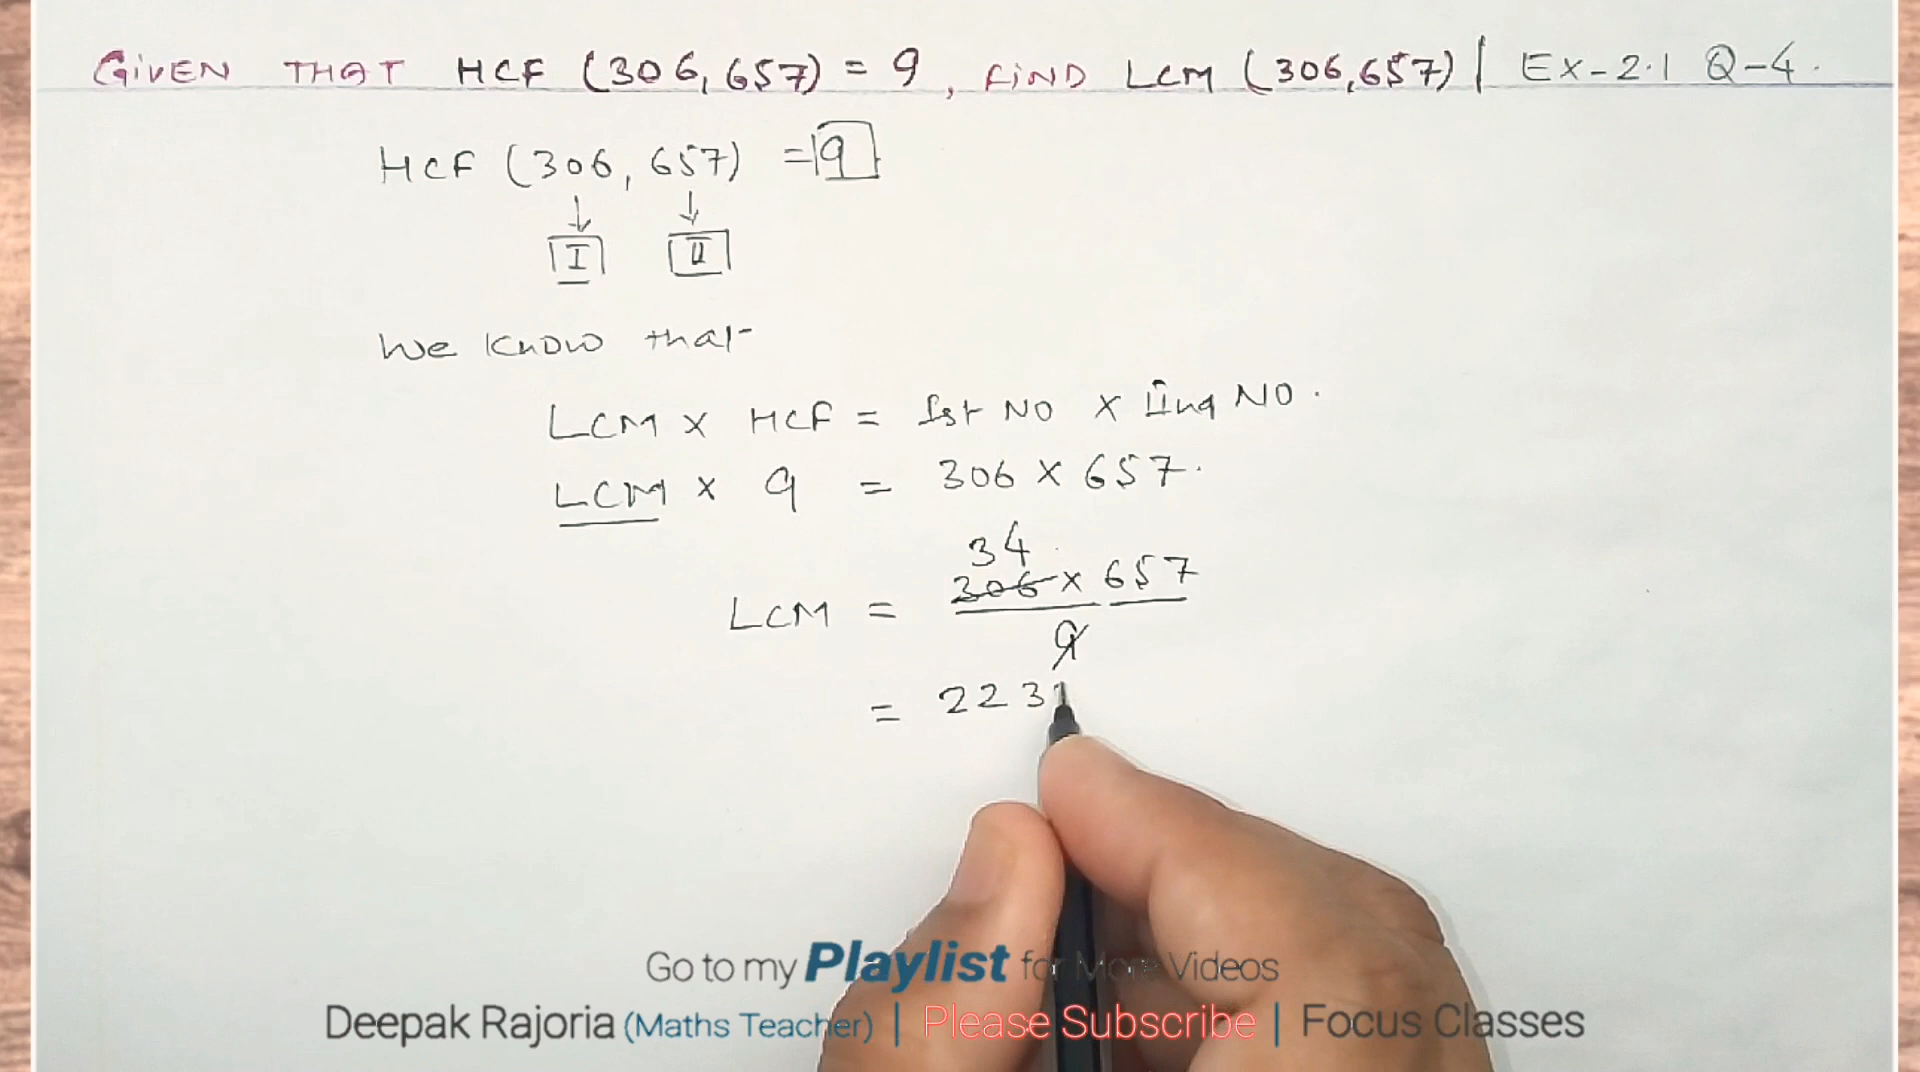 GIVEN THAT HCF (306,657) = 9, FIND LCM (306,657) | Ex-2.1 Q-4.
HCF (306, 657) = 9
I II
We know that
LCM x HCF = Ist NO x IInd NO.
LCM x 9 = 306 x 657.
34
306 x 657
LCM =
9
= 223
Go to my Playlist for More Videos
Deepak Rajoria (Maths Teacher) | Please Subscribe | Focus Classes